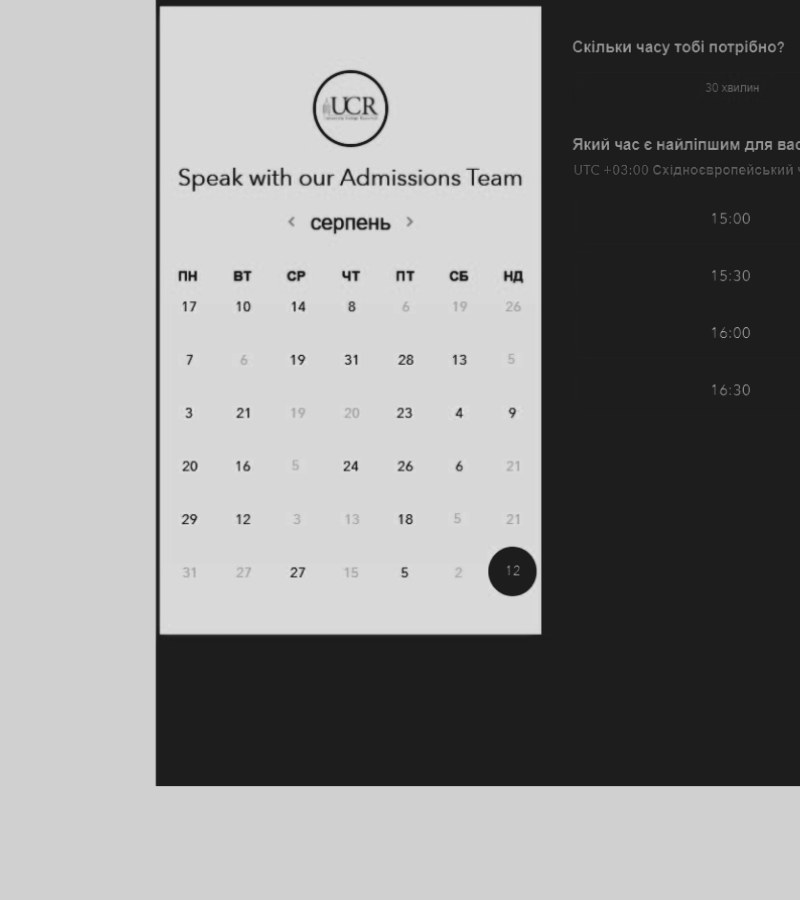 UCR
Speak with our Admissions Team
< серпень >
ПН ВТ СР ЧТ ПТ СБ НД
17 10 14 8 6 19 26
7 6 19 31 28 13 5
3 21 19 20 23 4 9
20 16 5 24 26 6 21
29 12 3 13 18 5 21
31 27 27 15 5 2 12
Скільки часу тобі потрібно?
30 хвилин
Який час є найліпшим для вас
UTC +03:00 Східноєвропейський ч
15:00
15:30
16:00
16:30